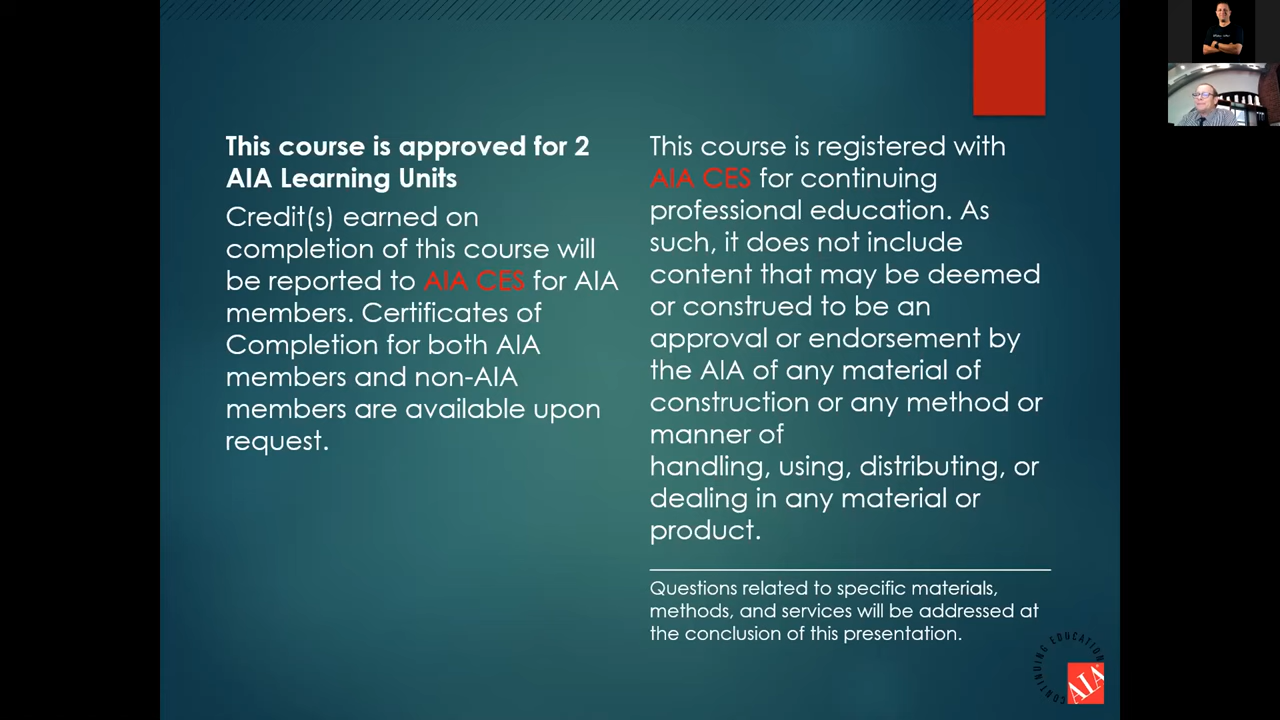 This course is approved for 2
AIA Learning Units
Credit(s) earned on
completion of this course will
be reported to AIA CES for AIA
members. Certificates of
Completion for both AIA
members and non-AIA
members are available upon
request.
This course is registered with
AIA CES for continuing
professional education. As
such, it does not include
content that may be deemed
or construed to be an
approval or endorsement by
the AIA of any material of
construction or any method or
manner of
handling, using, distributing, or
dealing in any material or
product.
Questions related to specific materials,
methods, and services will be addressed at
the conclusion of this presentation.
CONTINUING EDUCATION
AIA